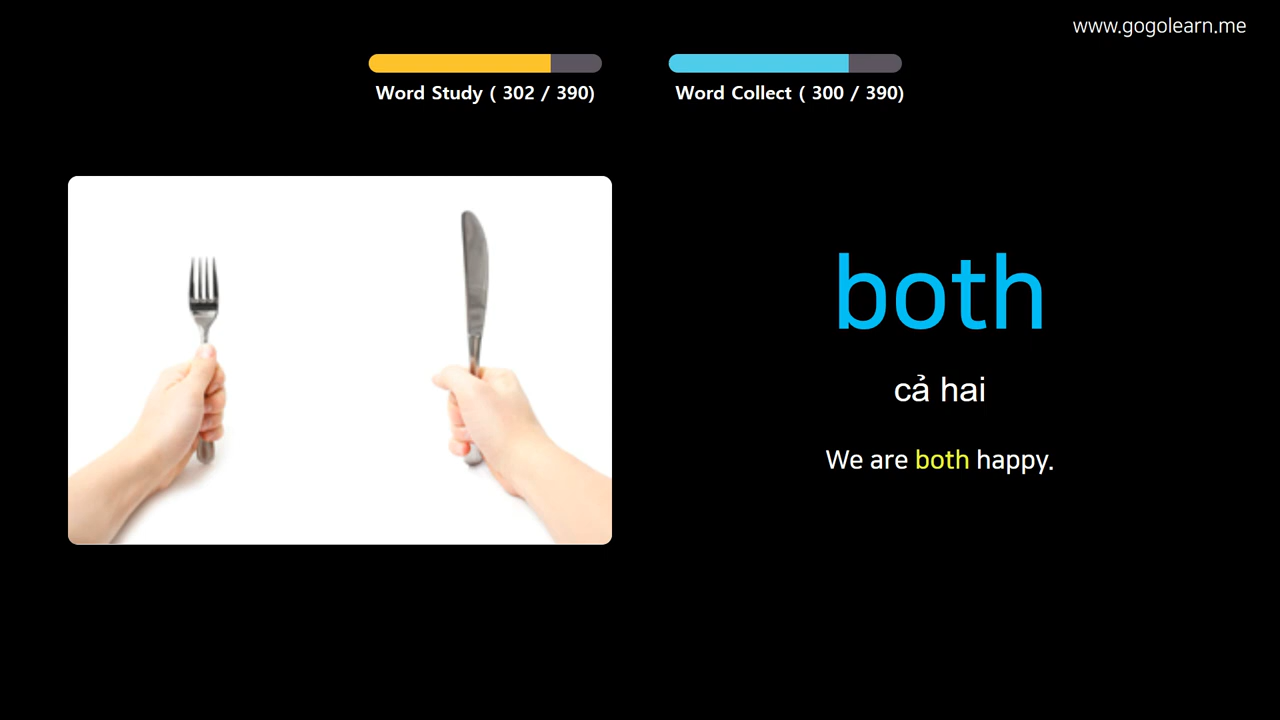 www.gogolearn.me
Word Study ( 302 / 390)
Word Collect ( 300 / 390)
both
cả hai
We are both happy.